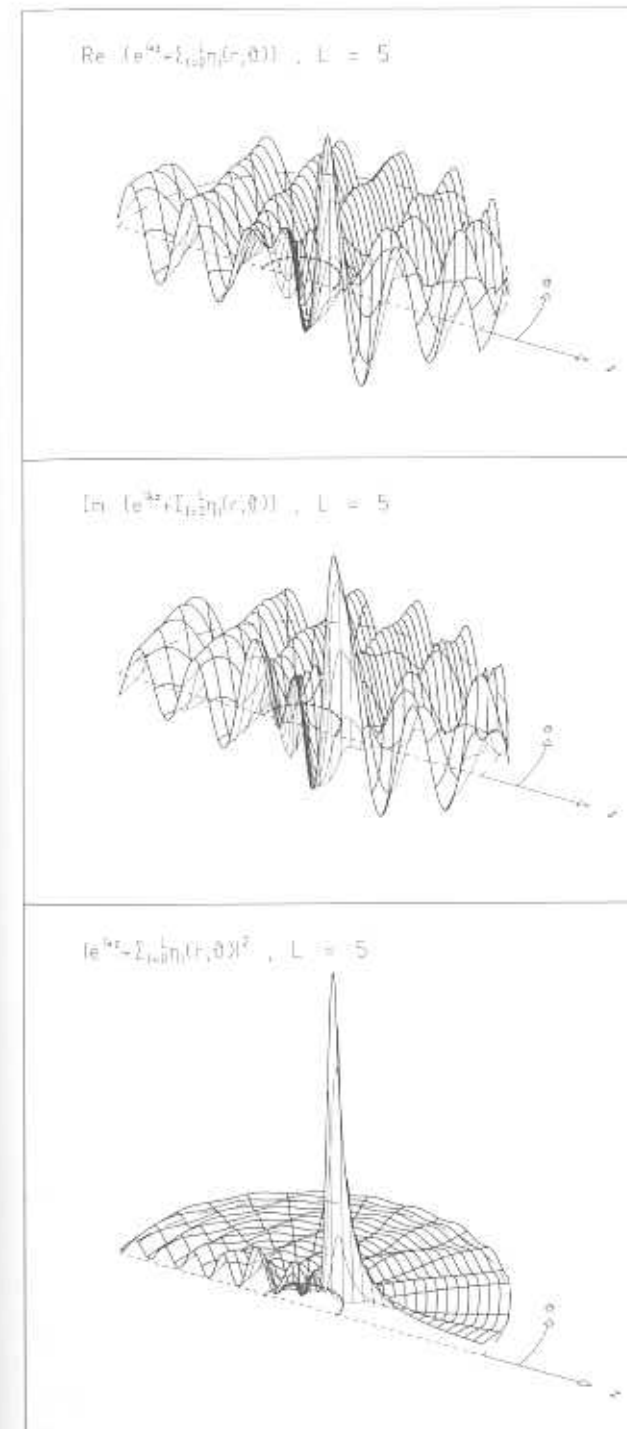 Re {e^{ikz}+Σ_{l=0}^{L}η_l(r,ϑ)} , L = 5
ϑ
z
Im {e^{ikz}+Σ_{l=0}^{L}η_l(r,ϑ)} , L = 5
ϑ
z
|e^{ikz}+Σ_{l=0}^{L}η_l(r,ϑ)|² , L = 5
ϑ
z